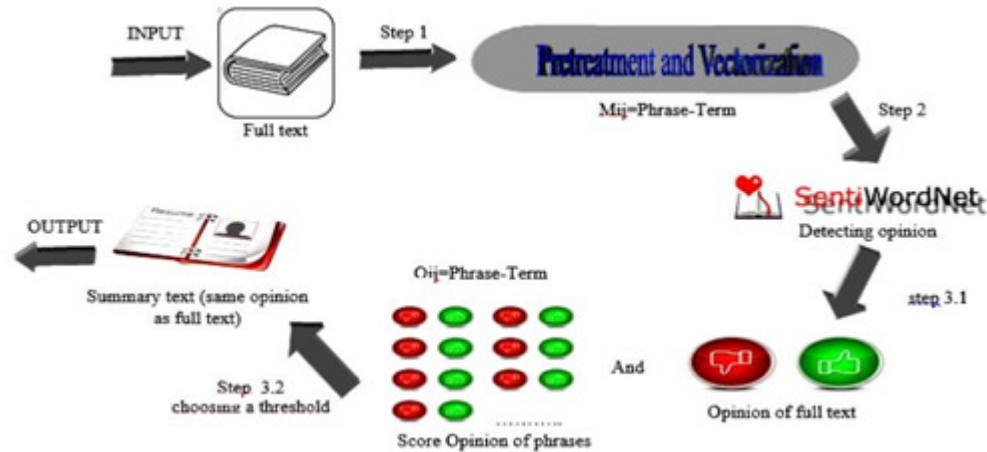 INPUT
Step 1
Pretreatment and Vectorization
Full text
Mij=Phrase-Term
Step 2
SentiWordNet
Detecting opinion
OUTPUT
Resume
Summary text (same opinion
as full text)
Oij=Phrase-Term
step 3.1
And
Step 3.2
choosing a threshold
Opinion of full text
Score Opinion of phrases